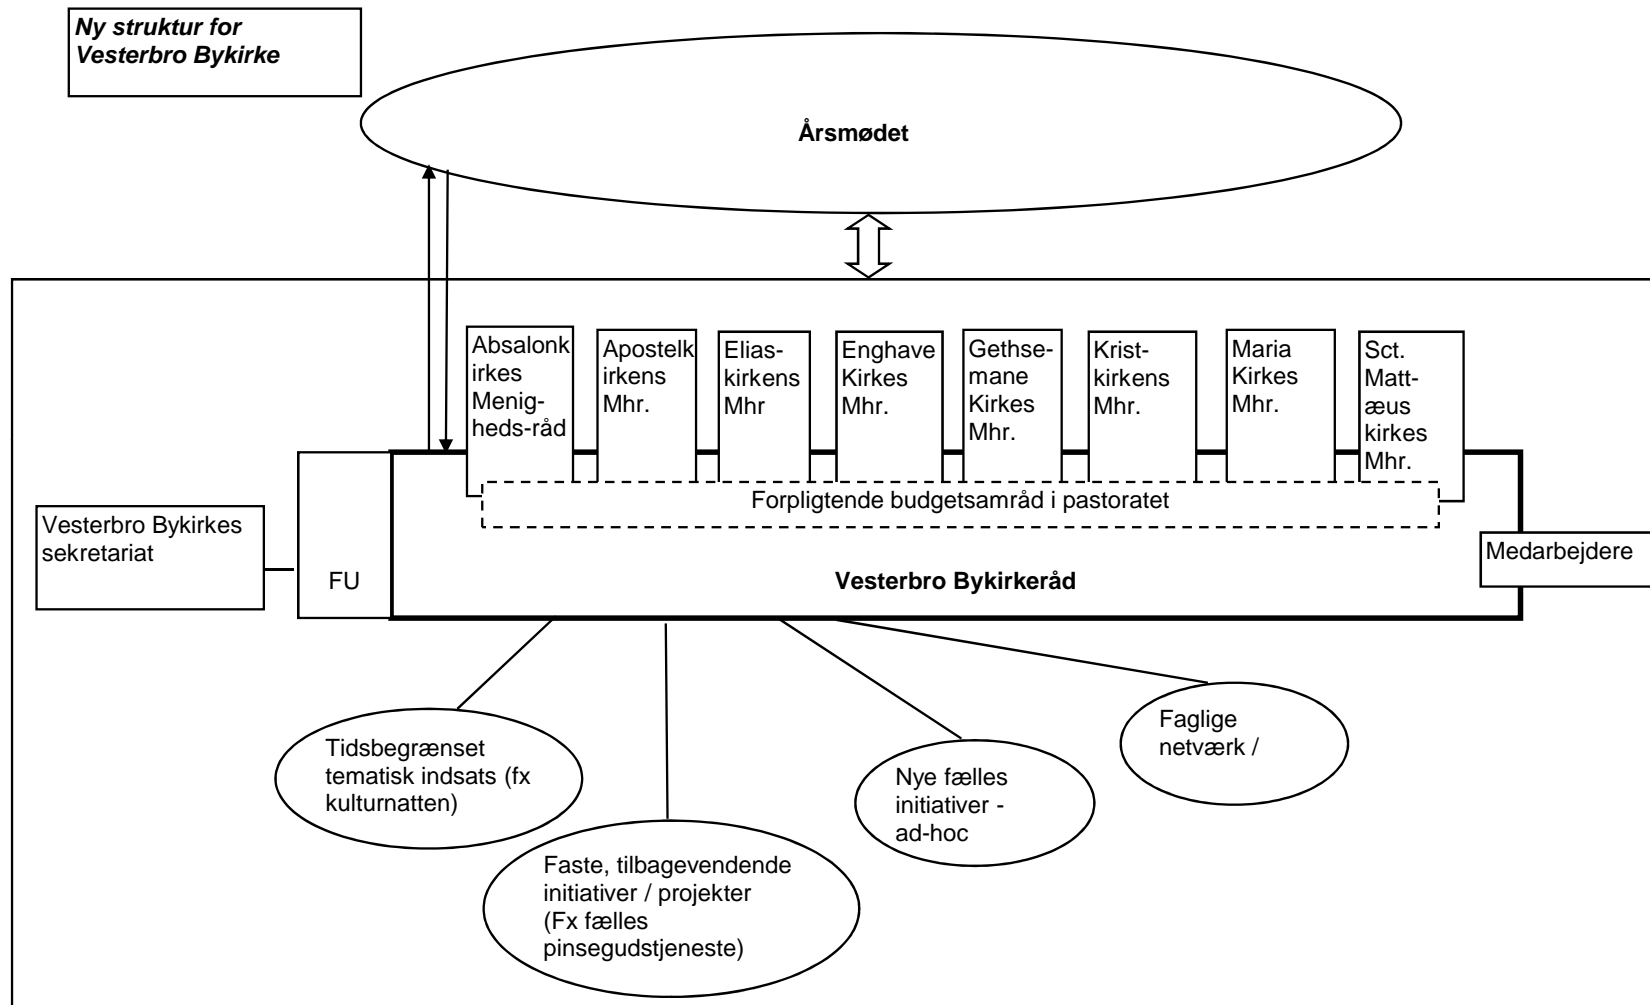 Ny struktur for
Vesterbro Bykirke
Årsmødet
Absalonk
irkes
Menig-
heds-råd
Apostelk
irkens
Mhr.
Elias-
kirkens
Mhr
Enghave
Kirkes
Mhr.
Gethse-
mane
Kirkes
Mhr.
Krist-
kirkens
Mhr.
Maria
Kirkes
Mhr.
Sct.
Matt-
æus
kirkes
Mhr.
Forpligtende budgetsamråd i pastoratet
Vesterbro Bykirkes
sekretariat
FU
Vesterbro Bykirkeråd
Medarbejdere
Tidsbegrænset
tematisk indsats (fx
kulturnatten)
Faste, tilbagevendende
initiativer / projekter
(Fx fælles
pinsegudstjeneste)
Nye fælles
initiativer -
ad-hoc
Faglige
netværk /